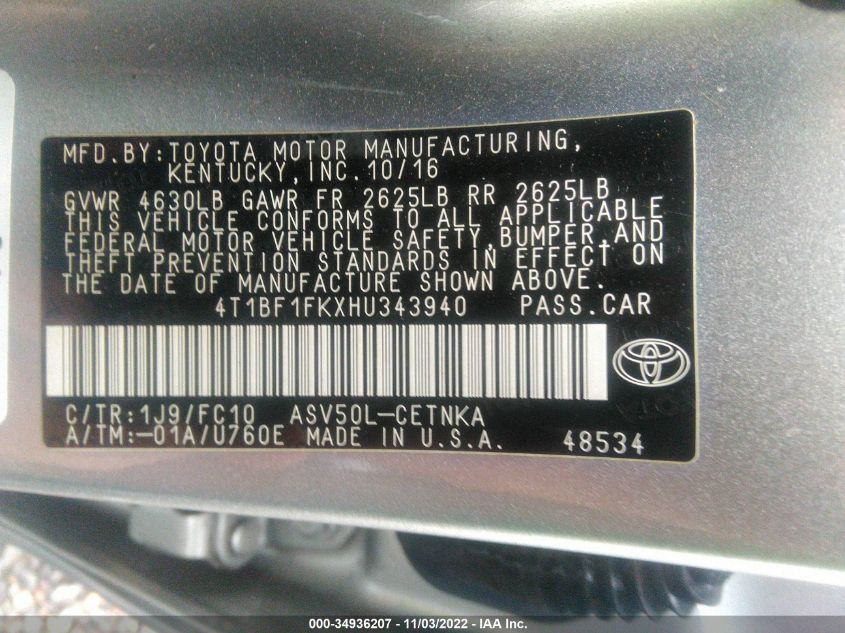 MFD.BY:TOYOTA MOTOR MANUFACTURING,
KENTUCKY,INC.10/16
GVWR 4630LB GAWR FR 2625LB RR 2625LB
THIS VEHICLE CONFORMS TO ALL APPLICABLE
FEDERAL MOTOR VEHICLE SAFETY,BUMPER,AND
THEFT PREVENTION STANDARDS IN EFFECT ON
THE DATE OF MANUFACTURE SHOWN ABOVE.
4T1BF1FKXHU343940 PASS.CAR
C/TR:1J9/FC10 ASV50L-CETNKA
A/TM:-01A/U760E MADE IN U.S.A. 48534
000-34936207 - 11/03/2022 - IAA Inc.